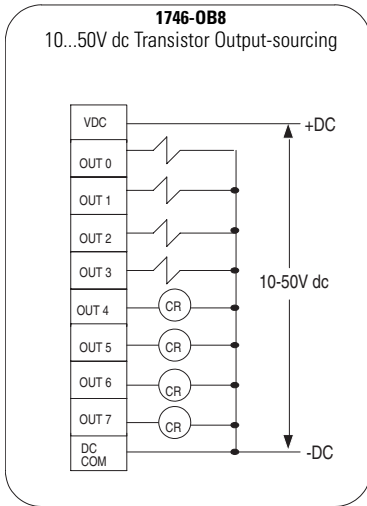 1746-OB8
10...50V dc Transistor Output-sourcing
VDC
+DC
OUT 0
OUT 1
OUT 2
OUT 3
10-50V dc
OUT 4
CR
OUT 5
CR
OUT 6
CR
OUT 7
CR
DC
COM
-DC